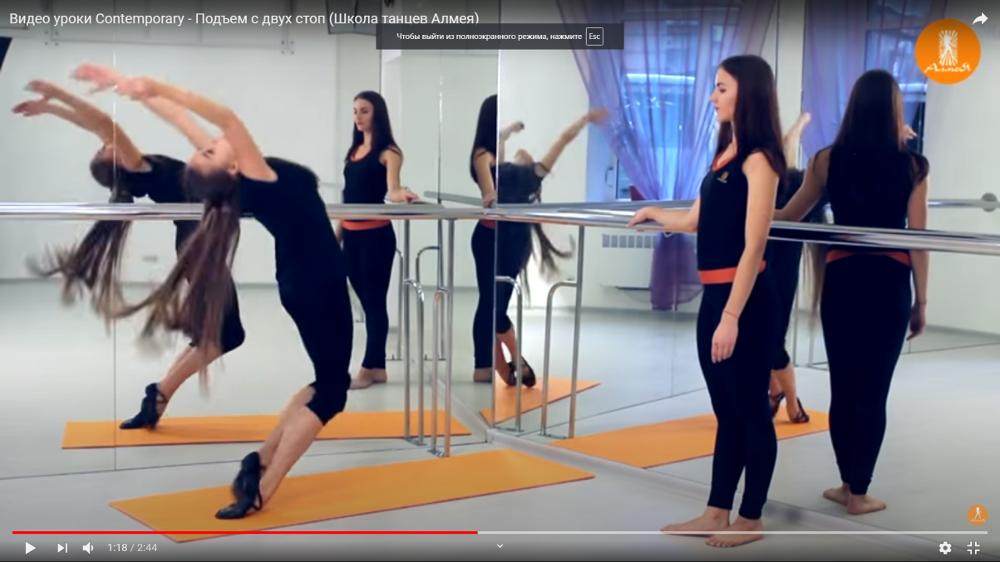 Видео уроки Contemporary - Подъем с двух стоп (Школа танцев Алмея)
Чтобы выйти из полноэкранного режима, нажмите Esc
Алмея
1:18 / 2:44